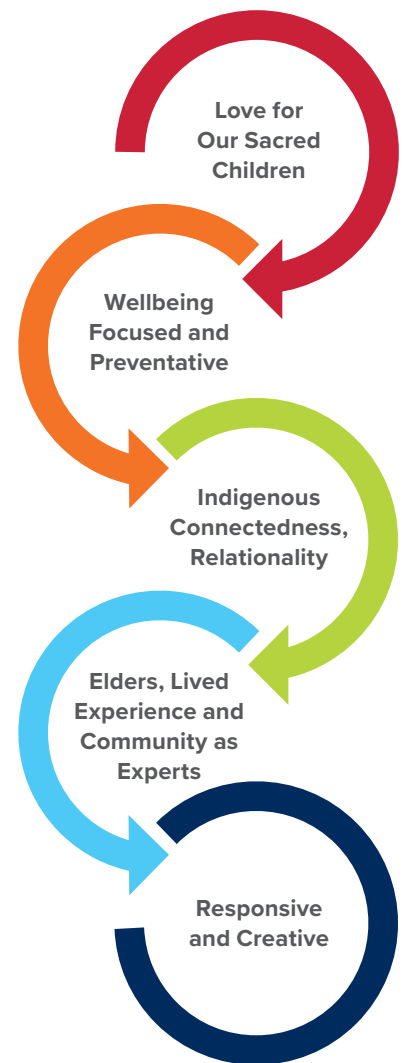 Love for
Our Sacred
Children
Wellbeing
Focused and
Preventative
Indigenous
Connectedness,
Relationality
Elders, Lived
Experience and
Community as
Experts
Responsive
and Creative